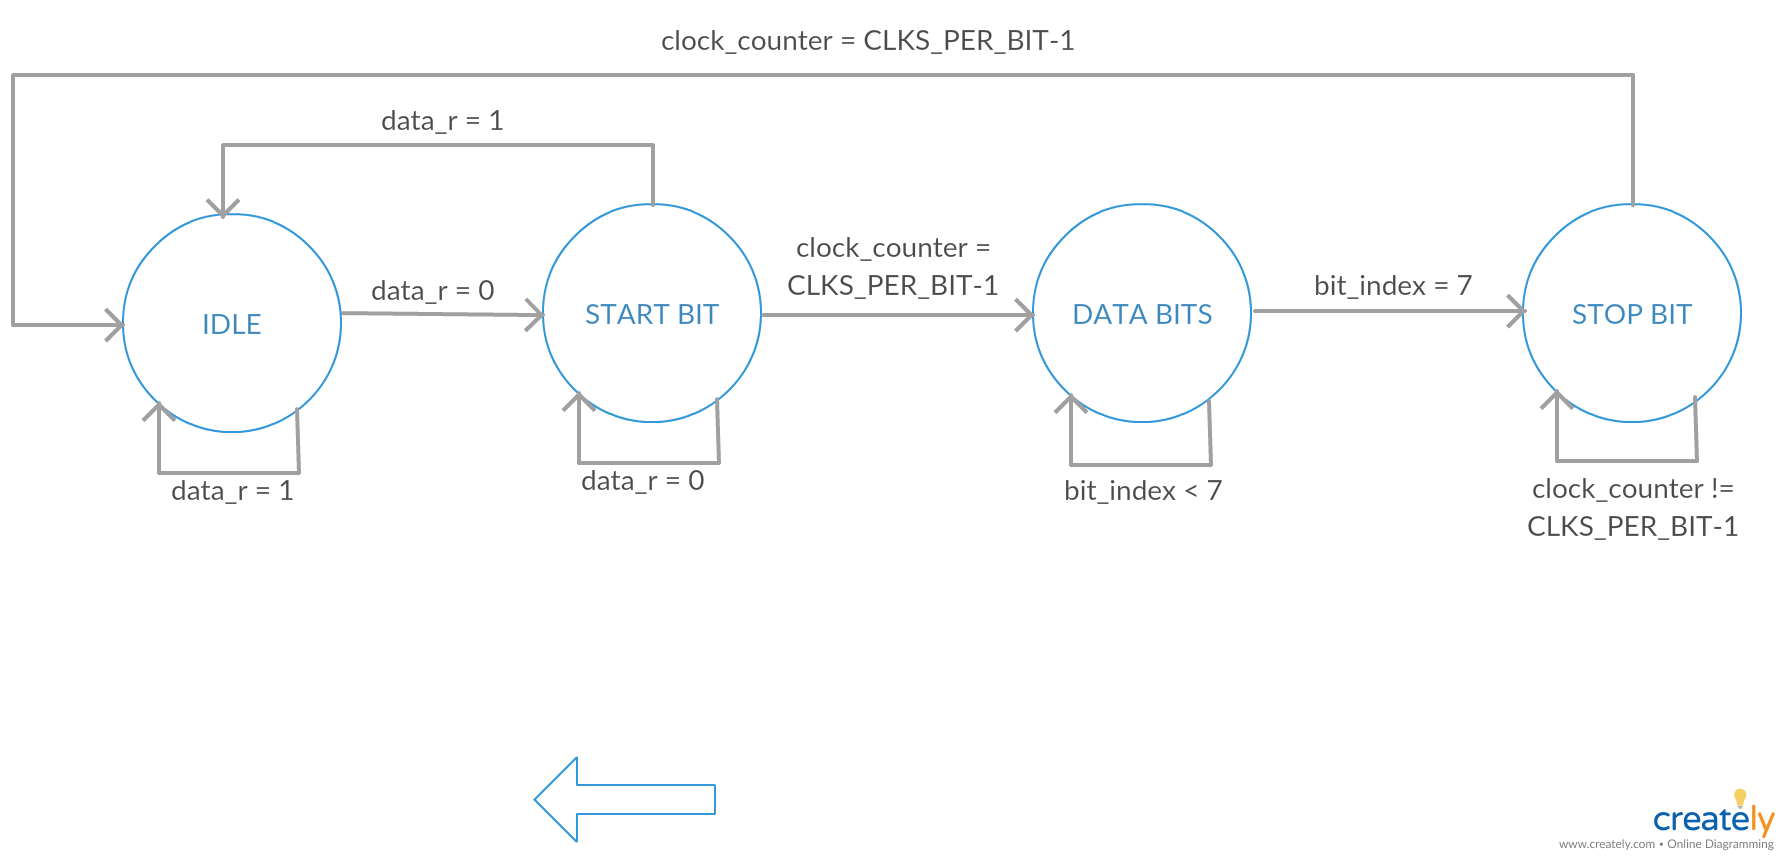 clock_counter = CLKS_PER_BIT-1
data_r = 1
data_r = 0
clock_counter =
CLKS_PER_BIT-1
bit_index = 7
IDLE
START BIT
DATA BITS
STOP BIT
data_r = 1
data_r = 0
bit_index < 7
clock_counter !=
CLKS_PER_BIT-1
creately
www.creately.com • Online Diagramming